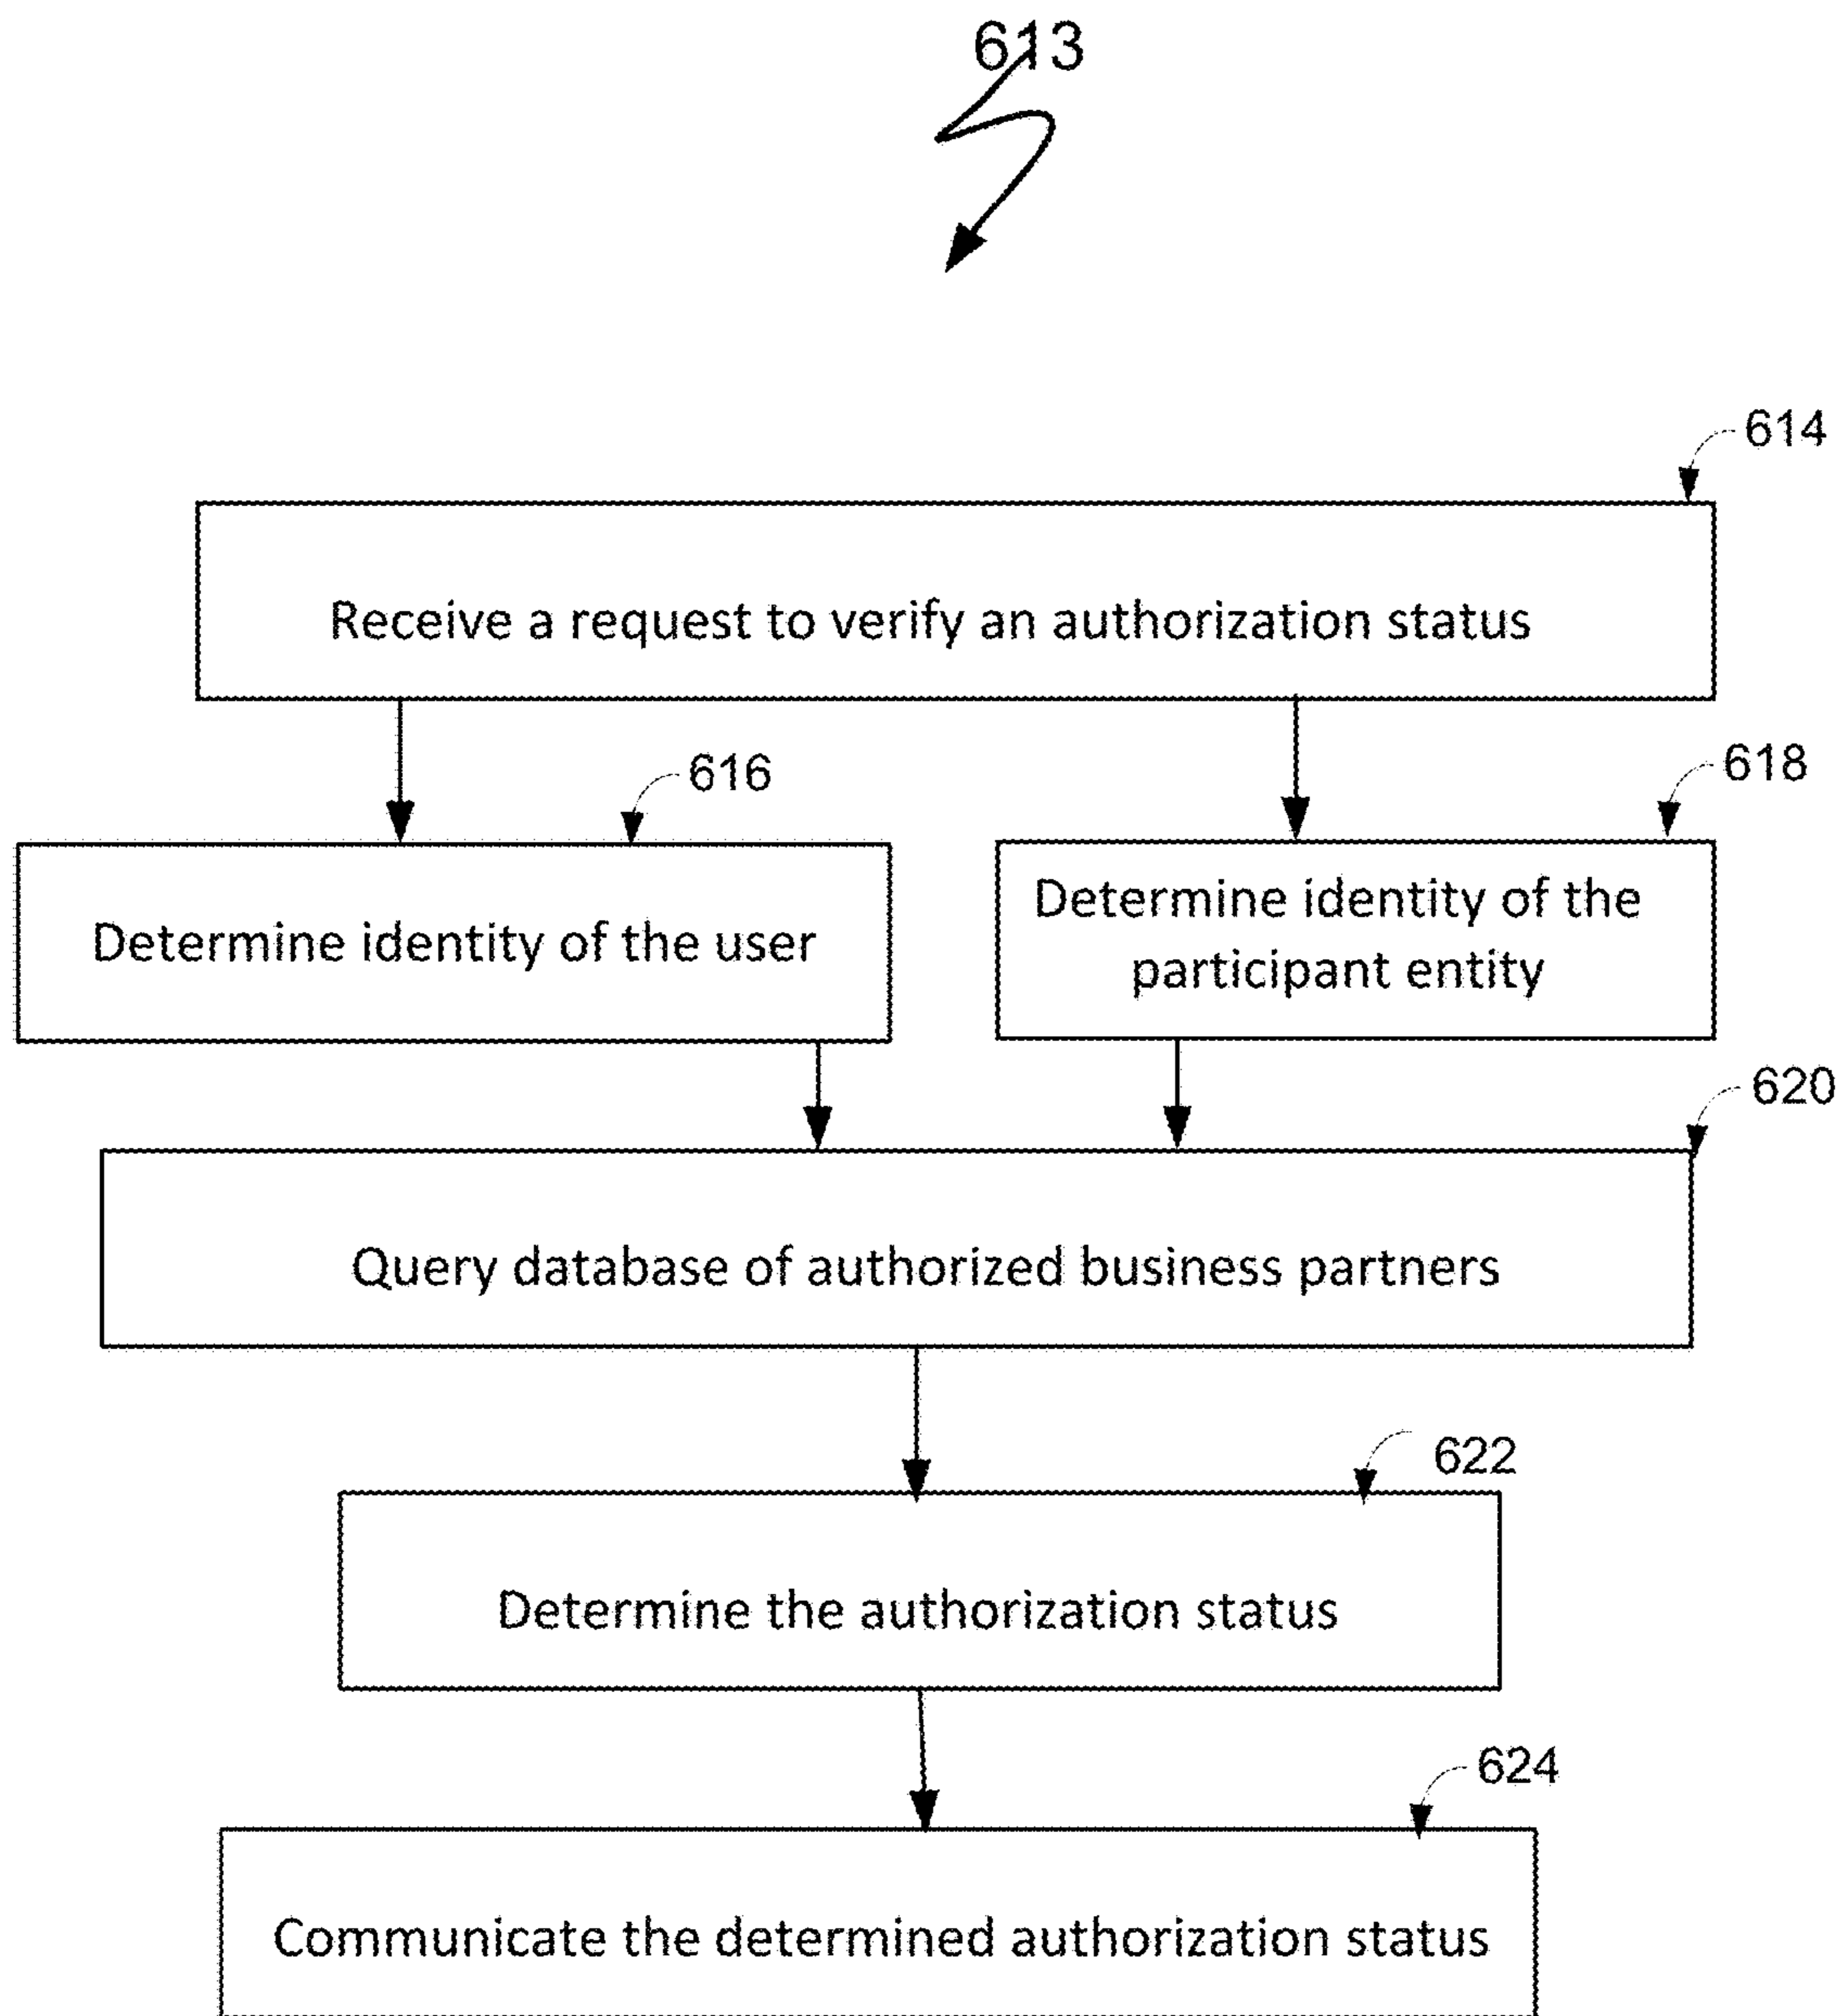 613
614
Receive a request to verify an authorization status
616
618
Determine identity of the user
Determine identity of the
participant entity
620
Query database of authorized business partners
622
Determine the authorization status
624
Communicate the determined authorization status